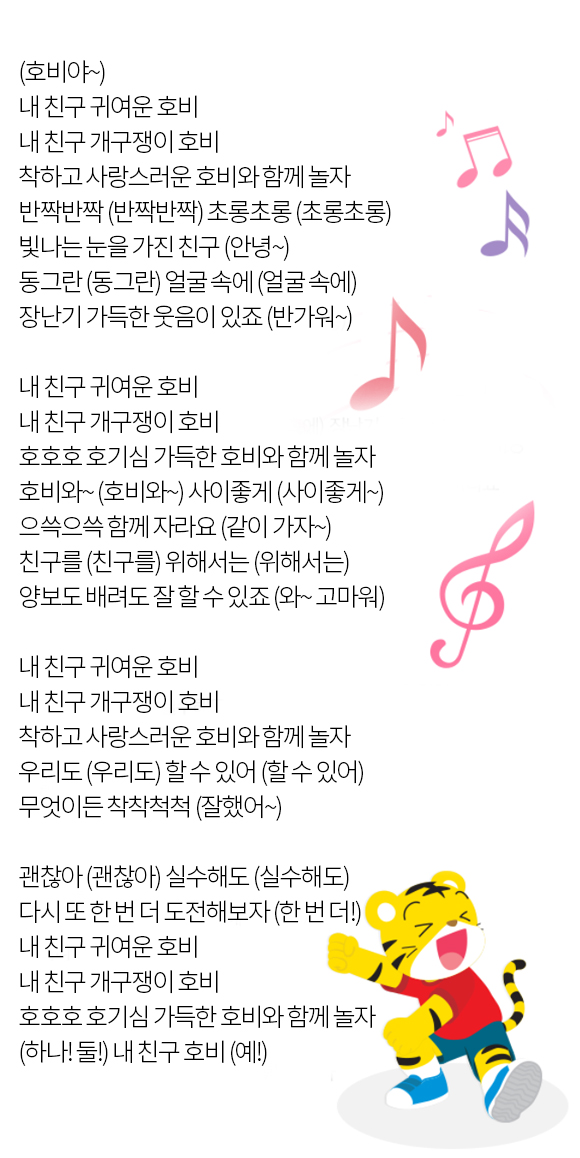 (호비야~)
내 친구 귀여운 호비
내 친구 개구쟁이 호비
착하고 사랑스러운 호비와 함께 놀자
반짝반짝 (반짝반짝) 초롱초롱 (초롱초롱)
빛나는 눈을 가진 친구 (안녕~)
동그란 (동그란) 얼굴 속에 (얼굴 속에)
장난기 가득한 웃음이 있죠 (반가워~)
내 친구 귀여운 호비
내 친구 개구쟁이 호비
호호호 호기심 가득한 호비와 함께 놀자
호비와~ (호비와~) 사이좋게 (사이좋게~)
으쓱으쓱 함께 자라요 (같이 가자~)
친구를 (친구를) 위해서는 (위해서는)
양보도 배려도 잘 할 수 있죠 (와~ 고마워)
내 친구 귀여운 호비
내 친구 개구쟁이 호비
착하고 사랑스러운 호비와 함께 놀자
우리도 (우리도) 할 수 있어 (할 수 있어)
무엇이든 착착척척 (잘했어~)
괜찮아 (괜찮아) 실수해도 (실수해도)
다시 또 한 번 더 도전해보자 (한 번 더!)
내 친구 귀여운 호비
내 친구 개구쟁이 호비
호호호 호기심 가득한 호비와 함께 놀자
(하나! 둘!) 내 친구 호비 (예!)